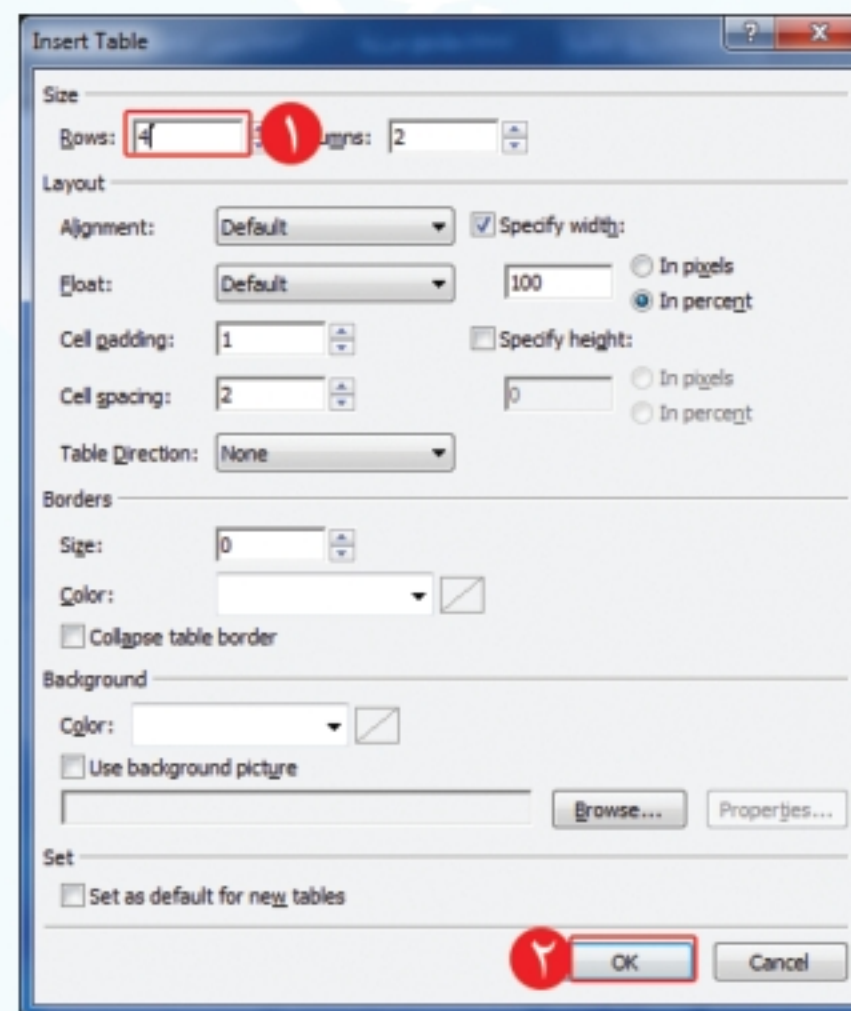 Insert Table
Size
Rows: 4 ١ umns: 2
Layout
Alignment: Default Specify width:
Float: Default 100 In pixels
In percent
Cell padding: 1 Specify height:
Cell spacing: 2 0 In pixels
In percent
Table Direction: None
Borders
Size: 0
Color:
Collapse table border
Background
Color:
Use background picture
Browse... Properties...
Set
Set as default for new tables
٢ OK Cancel